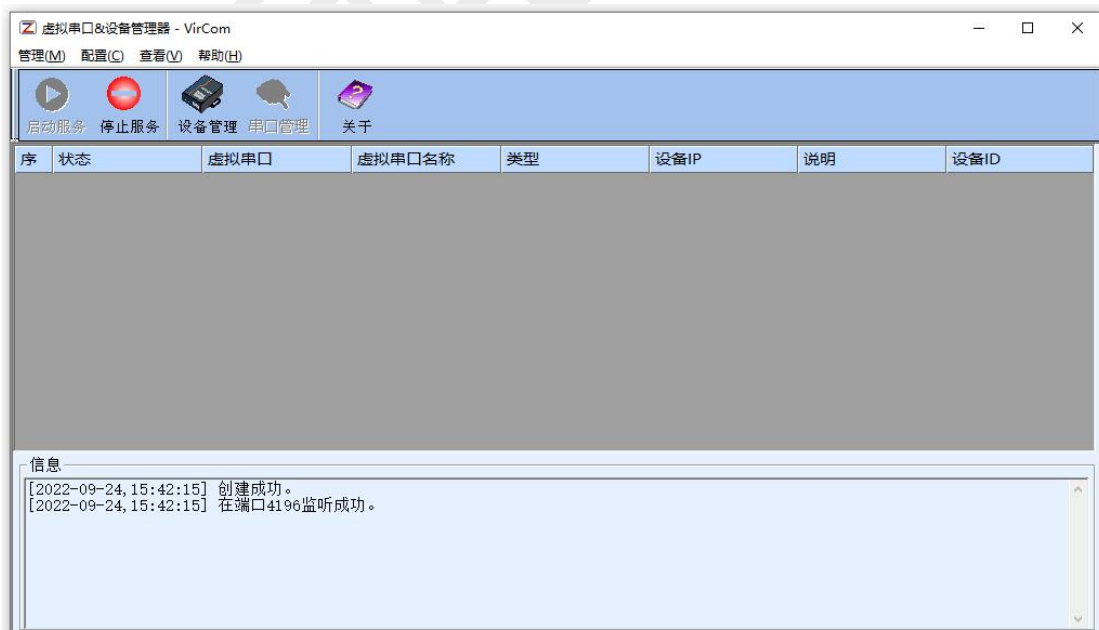 虚拟串口&设备管理器 - VirCom
管理(M) 配置(C) 查看(V) 帮助(H)
启动服务 停止服务 设备管理 串口管理 关于
序 状态 虚拟串口 虚拟串口名称 类型 设备IP 说明 设备ID
信息
[2022-09-24,15:42:15] 创建成功。
[2022-09-24,15:42:15] 在端口4196监听成功。